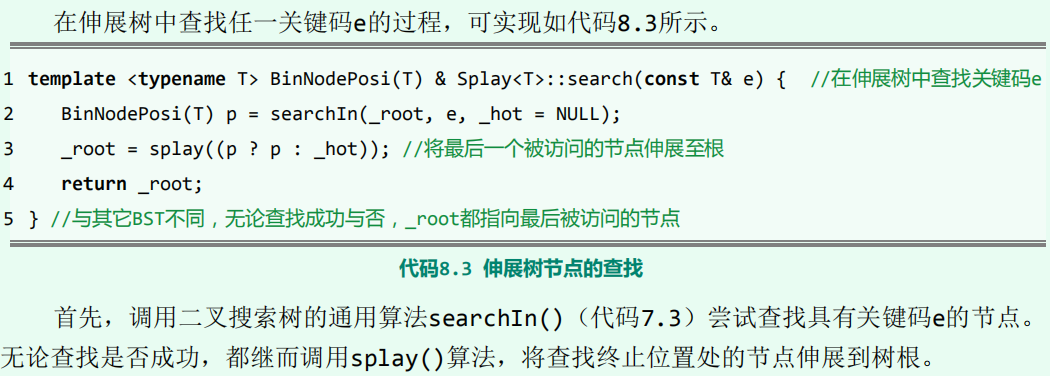 在伸展树中查找任一关键码e的过程，可实现如代码8.3所示。
1 template <typename T> BinNodePosi(T) & Splay<T>::search(const T& e) { //在伸展树中查找关键码e
2 BinNodePosi(T) p = searchIn(_root, e, _hot = NULL);
3 _root = splay((p ? p : _hot)); //将最后一个被访问的节点伸展至根
4 return _root;
5 } //与其它BST不同，无论查找成功与否，_root都指向最后被访问的节点
代码8.3 伸展树节点的查找
首先，调用二叉搜索树的通用算法searchIn()（代码7.3）尝试查找具有关键码e的节点。
无论查找是否成功，都继而调用splay()算法，将查找终止位置处的节点伸展到树根。